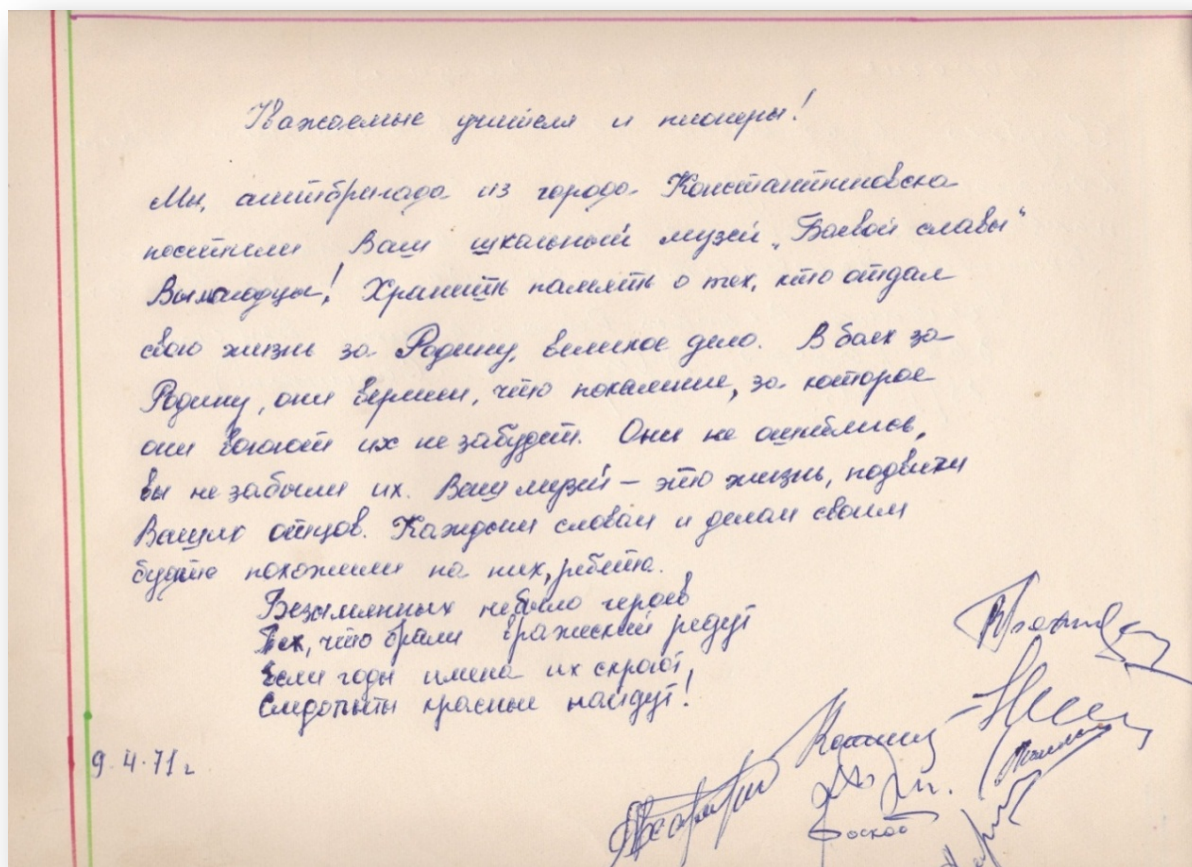 Уважаемые учителя и пионеры!
Мы, агитбригада из города Константиновска
посетили Ваш школьный музей „Боевой славы“
Вы молодцы! Хранить память о тех, кто отдал
свою жизнь за Родину, великое дело. В боях за
Родину, они верили, что поколение, за которое
они воюют их не забудет. Они не ошиблись,
вы не забыли их. Ваш музей – это жизнь, подвиги
Ваших отцов. Каждым словом и делом своим
будьте похожими на них, ребята.
Безымянных не было героев
Тех, что брали вражеский редут
Если годы имена их скроют,
Следопыты красные найдут!
9.4.71 г